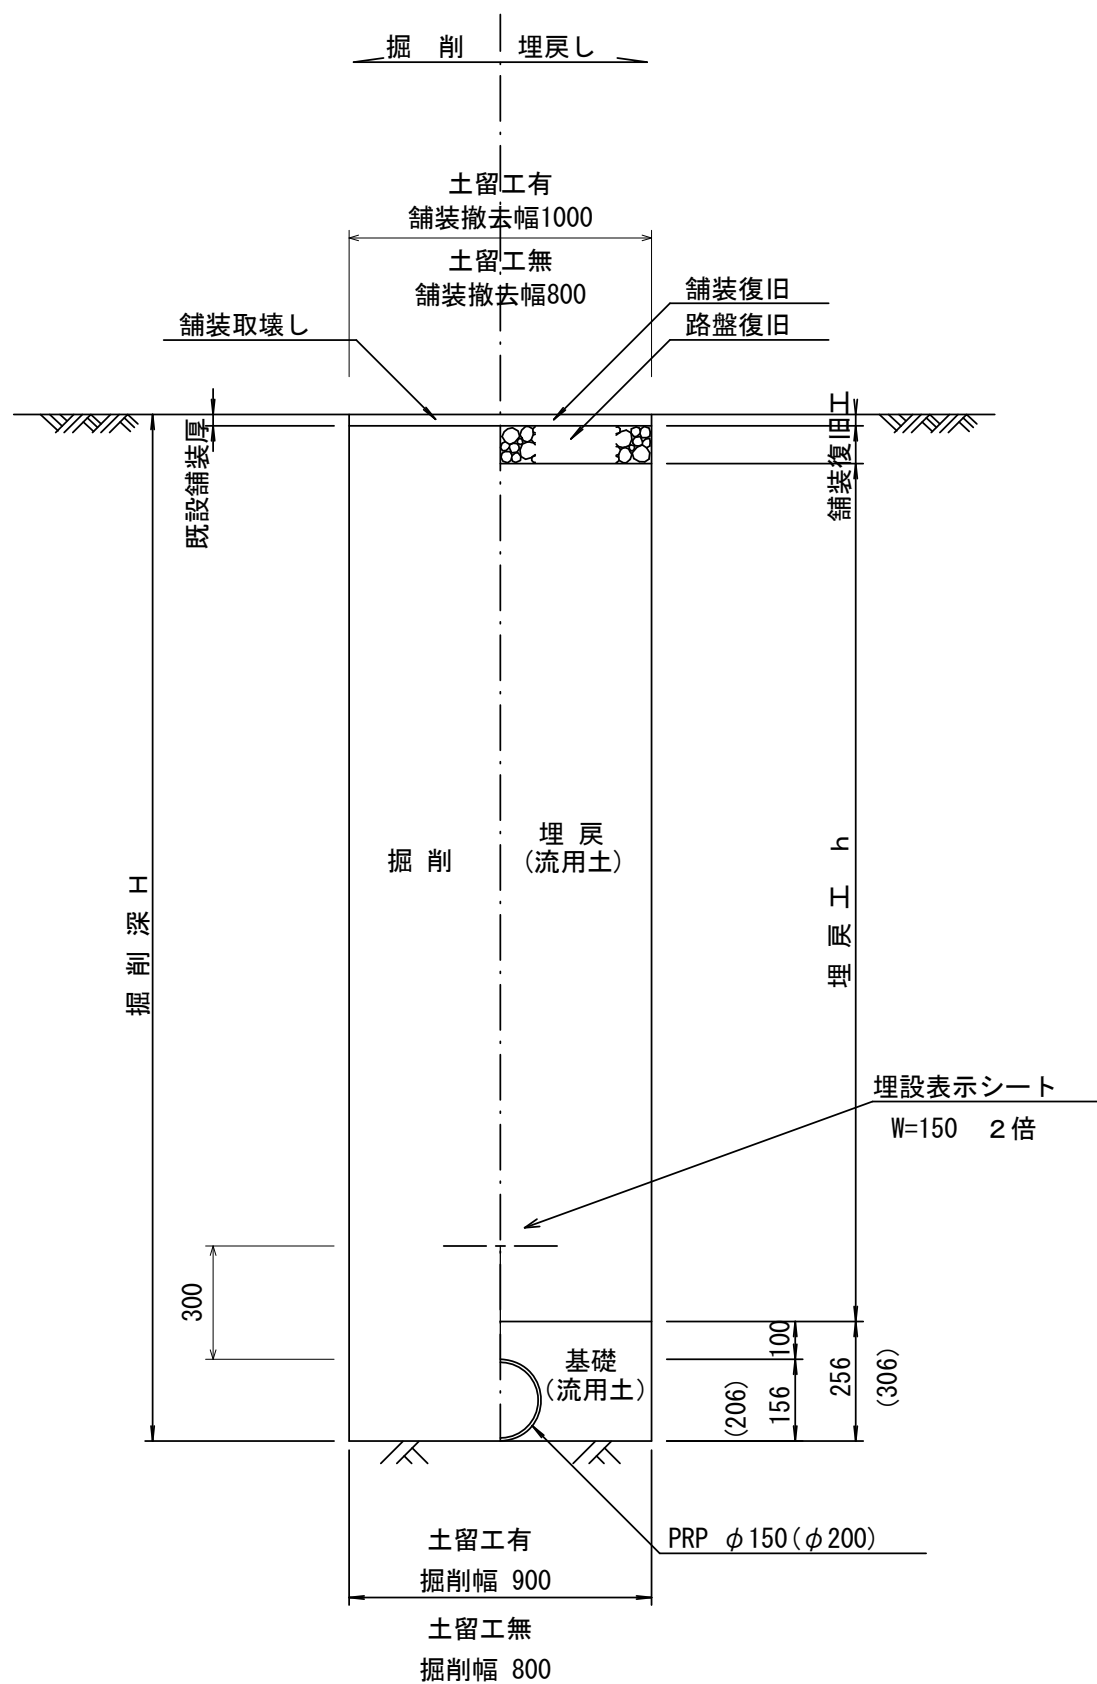 掘 削 埋戻し
土留工有
舗装撤去幅1000
土留工無
舗装撤去幅800
舗装復旧
路盤復旧
舗装取壊し
既設舗装厚
舗装復旧工
掘 削
埋 戻
(流用土)
掘 削 深 H
埋 戻 工 h
埋設表示シート
W=150 2倍
300
100
基礎
(流用土)
156
(206)
256
(306)
PRP φ150(φ200)
土留工有
掘削幅 900
土留工無
掘削幅 800